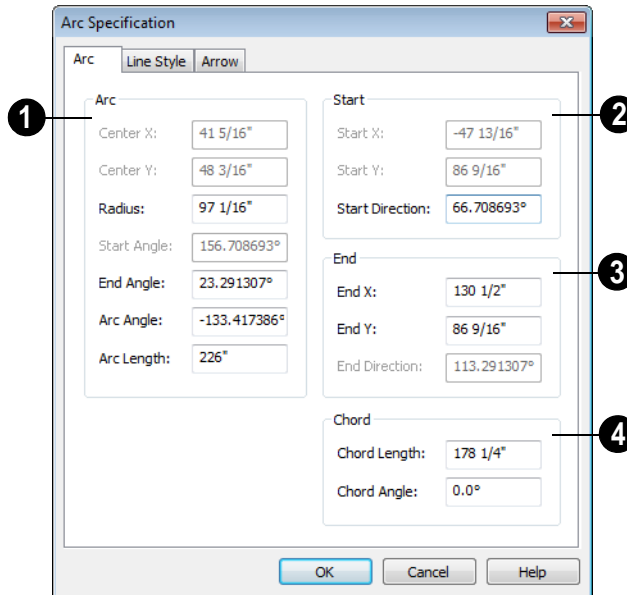 Arc Specification
Arc Line Style Arrow
1
Arc
Center X: 41 5/16"
Center Y: 48 3/16"
Radius: 97 1/16"
Start Angle: 156.708693°
End Angle: 23.291307°
Arc Angle: -133.417386°
Arc Length: 226"
2
Start
Start X: -47 13/16"
Start Y: 86 9/16"
Start Direction: 66.708693°
3
End
End X: 130 1/2"
End Y: 86 9/16"
End Direction: 113.291307°
4
Chord
Chord Length: 178 1/4"
Chord Angle: 0.0°
OK Cancel Help